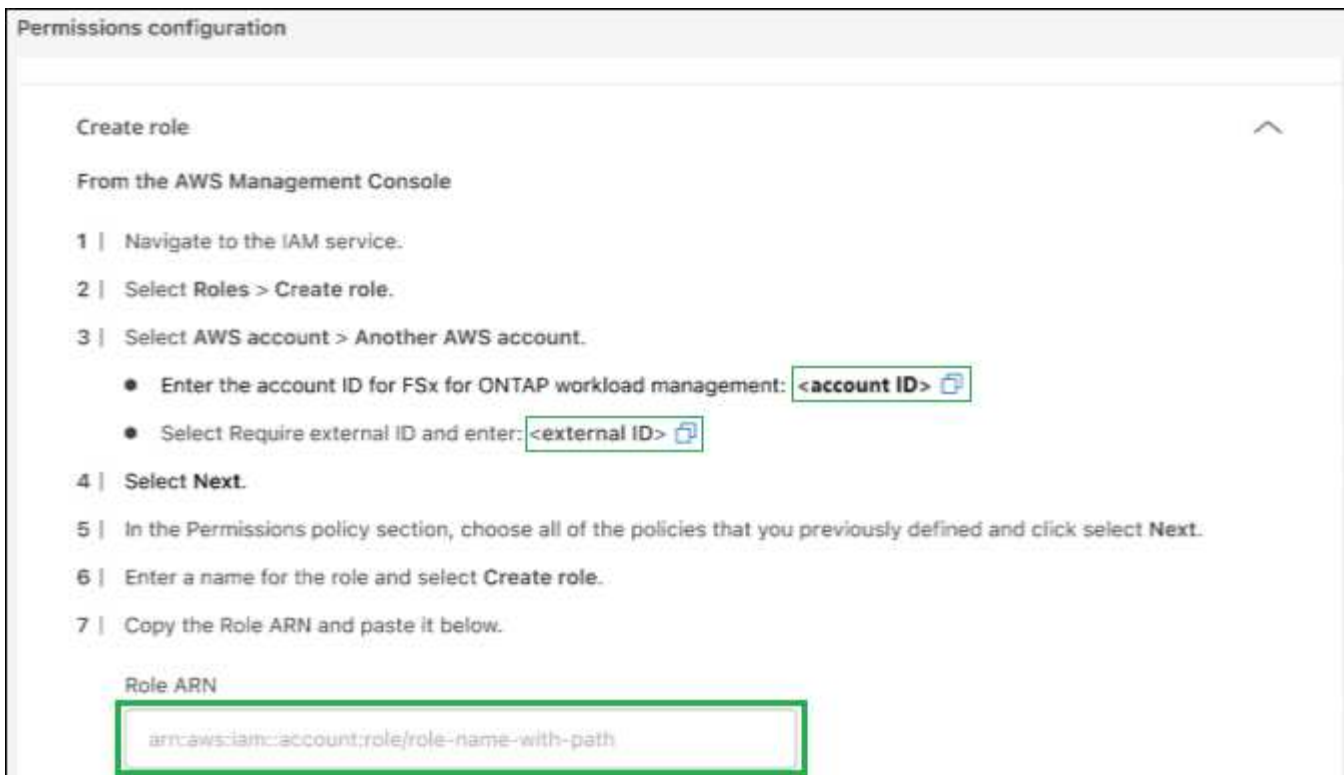 Permissions configuration
Create role
From the AWS Management Console
1 | Navigate to the IAM service.
2 | Select Roles > Create role.
3 | Select AWS account > Another AWS account.
● Enter the account ID for FSx for ONTAP workload management: <account ID>
● Select Require external ID and enter: <external ID>
4 | Select Next.
5 | In the Permissions policy section, choose all of the policies that you previously defined and click select Next.
6 | Enter a name for the role and select Create role.
7 | Copy the Role ARN and paste it below.
Role ARN
arn:aws:iam::account:role/role-name-with-path